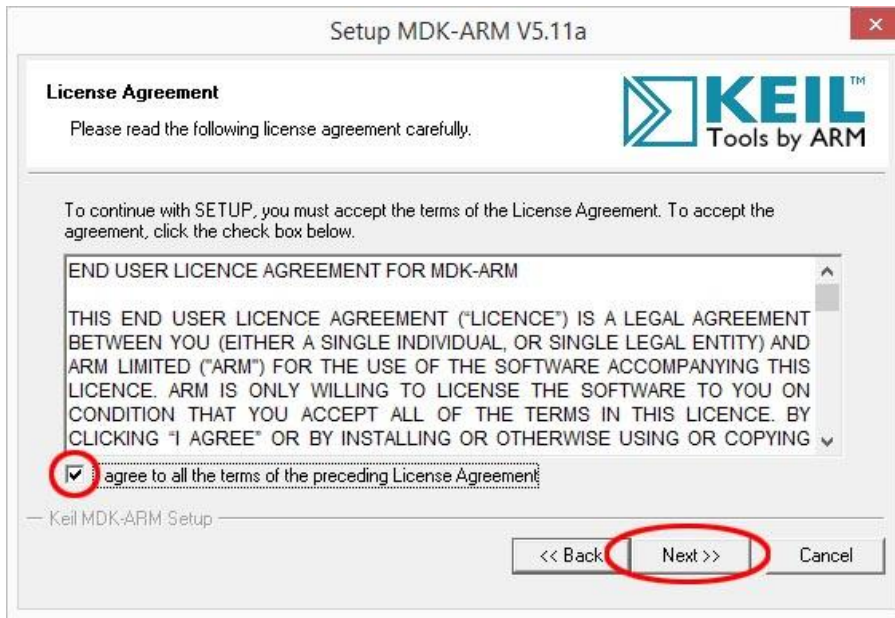 Setup MDK-ARM V5.11a
License Agreement
Please read the following license agreement carefully.
KEIL™
Tools by ARM
To continue with SETUP, you must accept the terms of the License Agreement. To accept the
agreement, click the check box below.
END USER LICENCE AGREEMENT FOR MDK-ARM
THIS END USER LICENCE AGREEMENT (“LICENCE”) IS A LEGAL AGREEMENT
BETWEEN YOU (EITHER A SINGLE INDIVIDUAL, OR SINGLE LEGAL ENTITY) AND
ARM LIMITED ("ARM") FOR THE USE OF THE SOFTWARE ACCOMPANYING THIS
LICENCE. ARM IS ONLY WILLING TO LICENSE THE SOFTWARE TO YOU ON
CONDITION THAT YOU ACCEPT ALL OF THE TERMS IN THIS LICENCE. BY
CLICKING “I AGREE” OR BY INSTALLING OR OTHERWISE USING OR COPYING
I agree to all the terms of the preceding License Agreement
Keil MDK-ARM Setup
<< Back
Next >>
Cancel